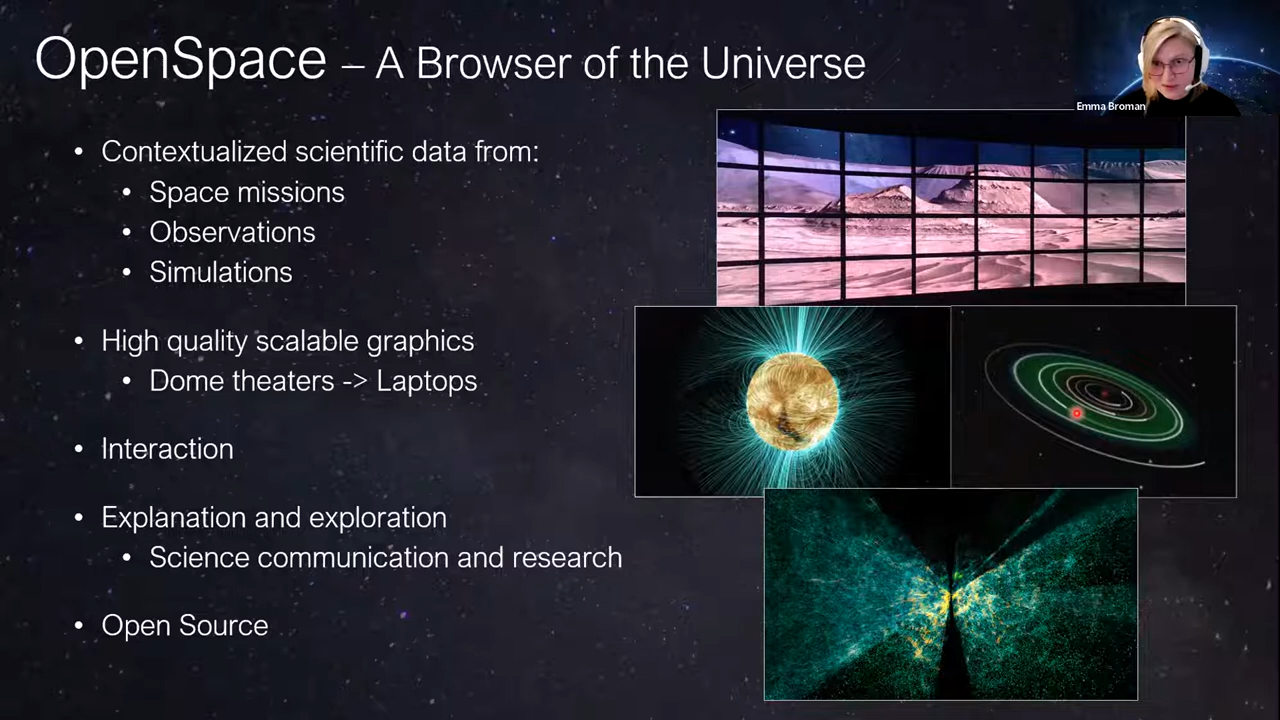 OpenSpace – A Browser of the Universe
Emma Broman
• Contextualized scientific data from:
• Space missions
• Observations
• Simulations
• High quality scalable graphics
• Dome theaters -> Laptops
• Interaction
• Explanation and exploration
• Science communication and research
• Open Source